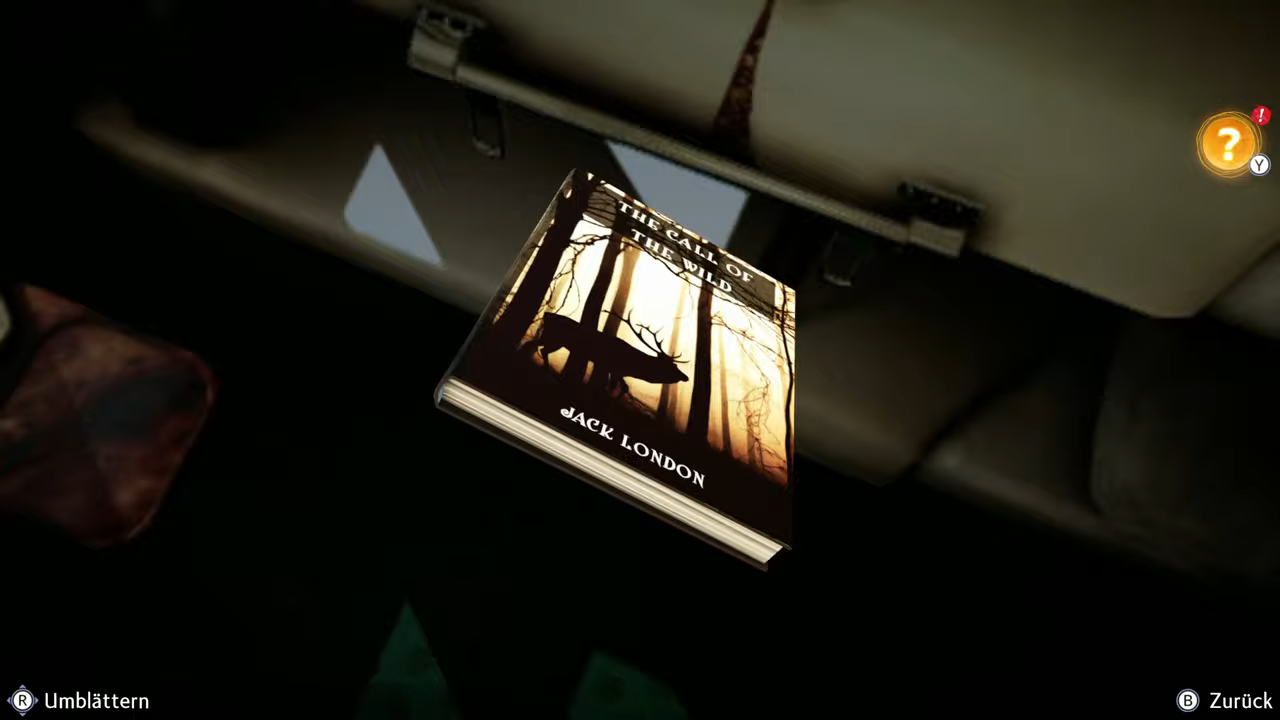 THE CALL OF
THE WILD
JACK LONDON
!
?
Y
R Umblättern
B Zurück